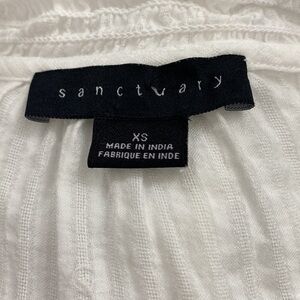 sanctuary
XS
MADE IN INDIA
FABRIQUE EN INDE